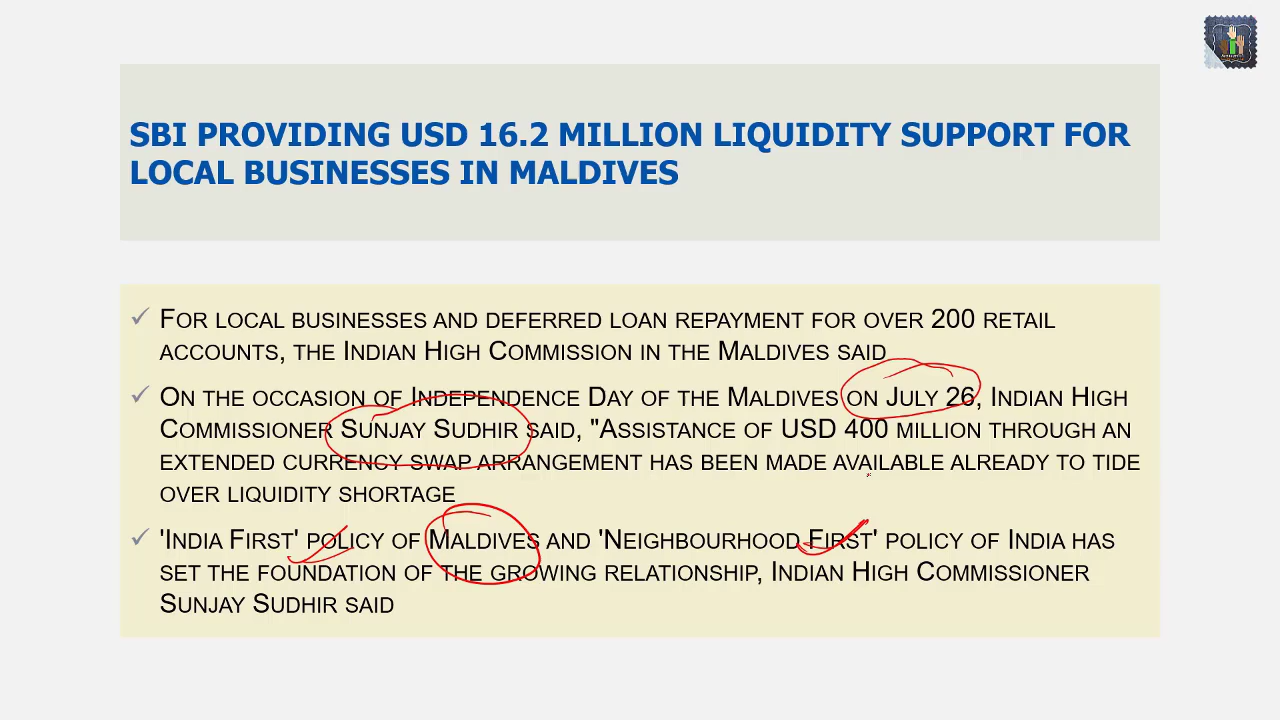 SBI PROVIDING USD 16.2 MILLION LIQUIDITY SUPPORT FOR
LOCAL BUSINESSES IN MALDIVES
FOR LOCAL BUSINESSES AND DEFERRED LOAN REPAYMENT FOR OVER 200 RETAIL
ACCOUNTS, THE INDIAN HIGH COMMISSION IN THE MALDIVES SAID
ON THE OCCASION OF INDEPENDENCE DAY OF THE MALDIVES ON JULY 26, INDIAN HIGH
COMMISSIONER SUNJAY SUDHIR SAID, "ASSISTANCE OF USD 400 MILLION THROUGH AN
EXTENDED CURRENCY SWAP ARRANGEMENT HAS BEEN MADE AVAILABLE ALREADY TO TIDE
OVER LIQUIDITY SHORTAGE
'INDIA FIRST' POLICY OF MALDIVES AND 'NEIGHBOURHOOD FIRST' POLICY OF INDIA HAS
SET THE FOUNDATION OF THE GROWING RELATIONSHIP, INDIAN HIGH COMMISSIONER
SUNJAY SUDHIR SAID